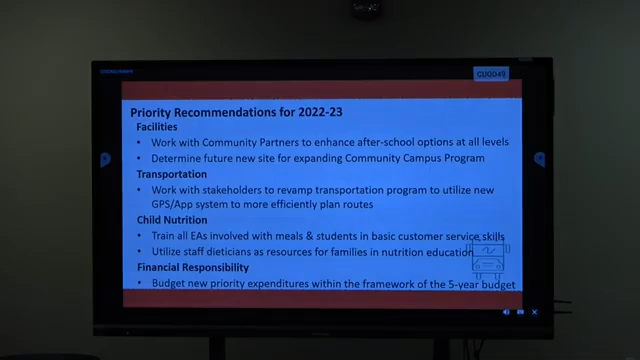 CUQD49
Priority Recommendations for 2022-23
Facilities
• Work with Community Partners to enhance after-school options at all levels
• Determine future new site for expanding Community Campus Program
Transportation
• Work with stakeholders to revamp transportation program to utilize new
GPS/App system to more efficiently plan routes
Child Nutrition
• Train all EAs involved with meals & students in basic customer service skills
• Utilize staff dieticians as resources for families in nutrition education
Financial Responsibility
• Budget new priority expenditures within the framework of the 5-year budget